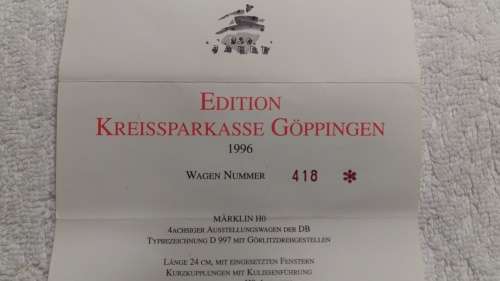 EDITION
KREISSPARKASSE GÖPPINGEN
1996
WAGEN NUMMER 418 *
MÄRKLIN H0
4ACHSIGER AUSSTELLUNGSWAGEN DER DB
TYPBEZEICHNUNG D 997 MIT GÖRLITZDREHGESTELLEN
LÄNGE 24 CM, MIT EINGESETZTEN FENSTERN
KURZKUPPLUNGEN MIT KULISSENFÜHRUNG